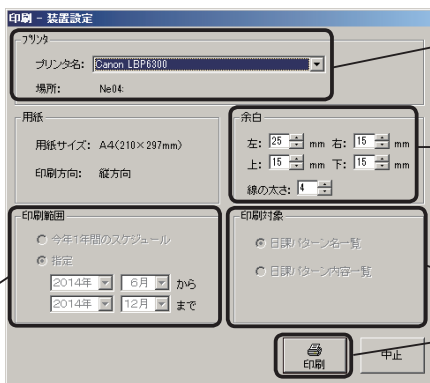 印刷 - 装置設定
プリンタ
プリンタ名: Canon LBP6300
場所: Ne04:
用紙
用紙サイズ: A4(210×297mm)
印刷方向: 縦方向
余白
左: 25 mm 右: 15 mm
上: 15 mm 下: 15 mm
線の太さ: 4
印刷範囲
今年1年間のスケジュール
指定
2014年 6月 から
2014年 12月 まで
印刷対象
日課パターン名一覧
日課パターン内容一覧
印刷
中止